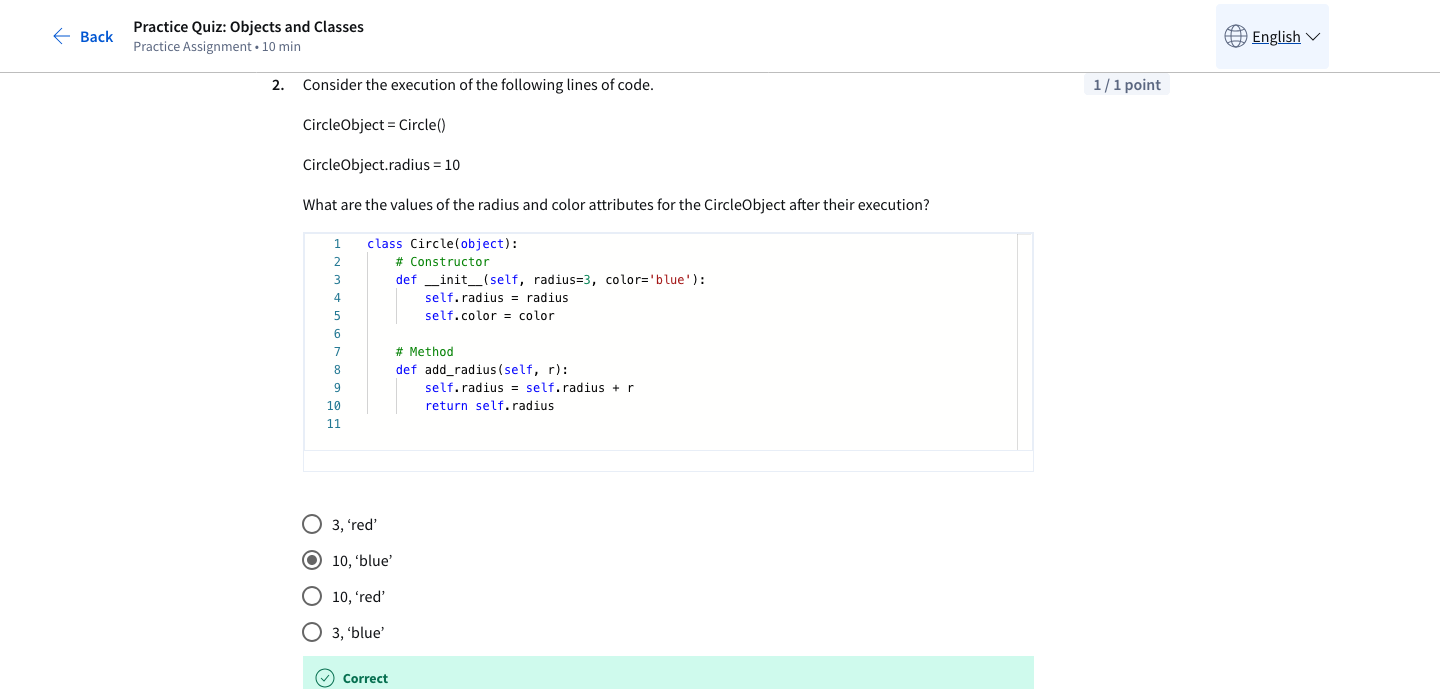 Back
Practice Quiz: Objects and Classes
Practice Assignment • 10 min
English
2. Consider the execution of the following lines of code.
1 / 1 point
CircleObject = Circle()
CircleObject.radius = 10
What are the values of the radius and color attributes for the CircleObject after their execution?
1 class Circle(object):
2     # Constructor
3     def __init__(self, radius=3, color='blue'):
4         self.radius = radius
5         self.color = color
6
7     # Method
8     def add_radius(self, r):
9         self.radius = self.radius + r
10         return self.radius
11
3, ‘red’
10, ‘blue’
10, ‘red’
3, ‘blue’
Correct